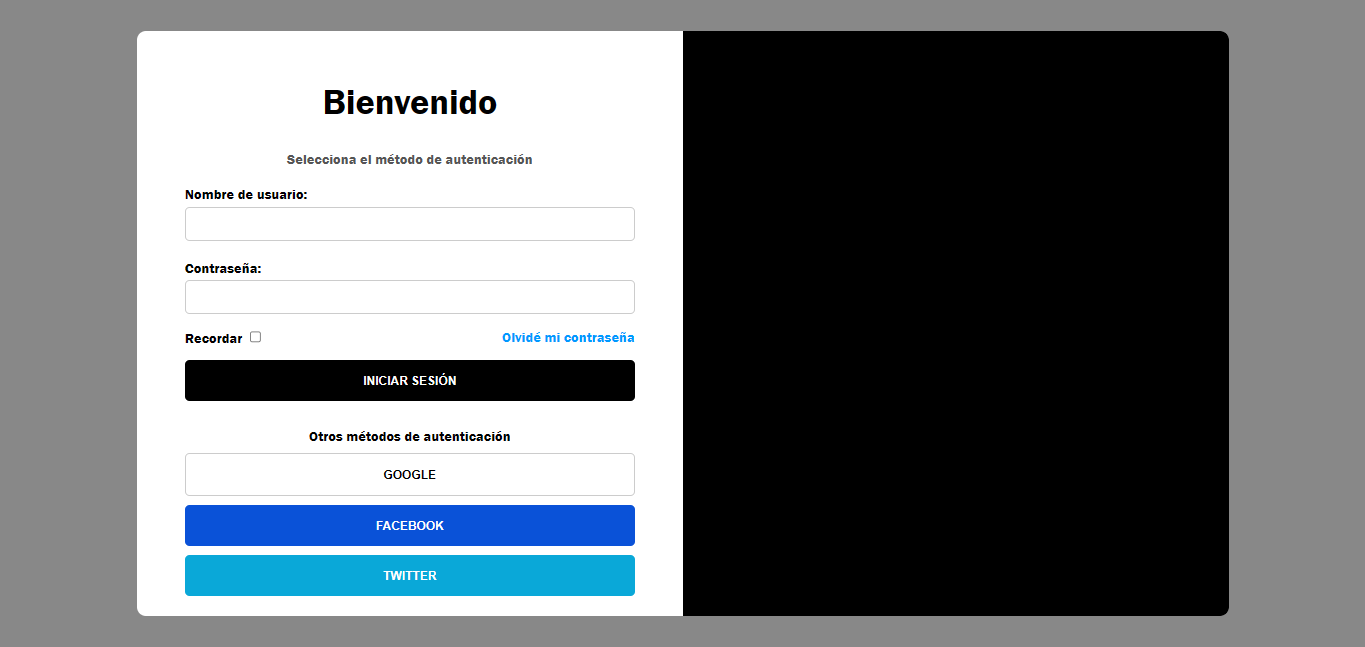 Bienvenido
Selecciona el método de autenticación
Nombre de usuario:
Contraseña:
Recordar
Olvidé mi contraseña
INICIAR SESIÓN
Otros métodos de autenticación
GOOGLE
FACEBOOK
TWITTER